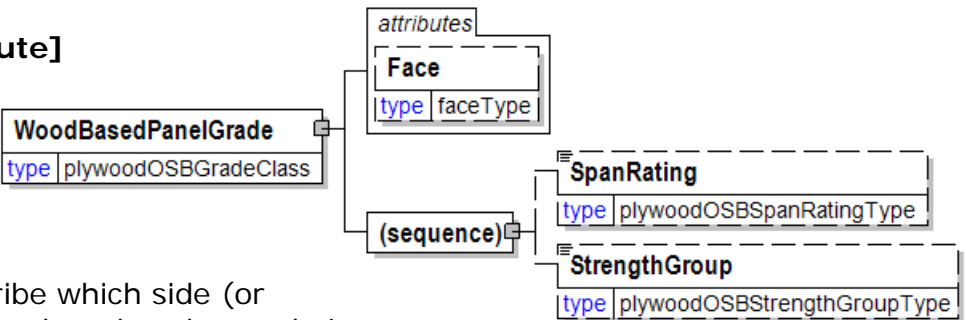 ute]
attributes
Face
type faceType
WoodBasedPanelGrade
type plywoodOSBGradeClass
SpanRating
type plywoodOSBSpanRatingType
(sequence)
StrengthGroup
type plywoodOSBStrengthGroupType
ribe which side (or